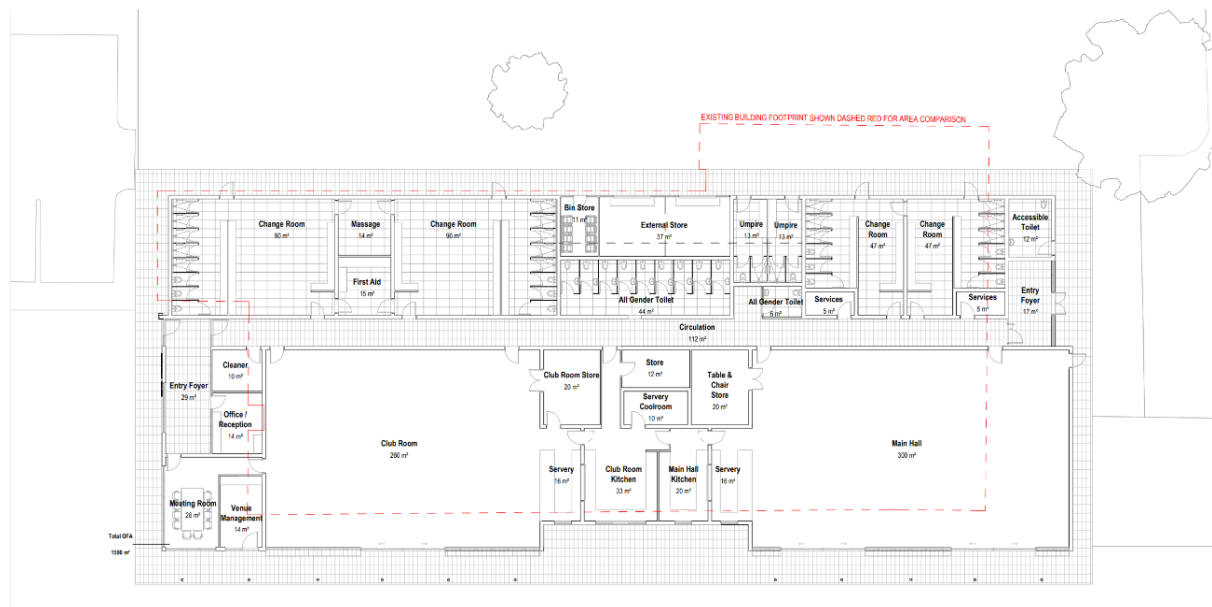 EXISTING BUILDING FOOTPRINT SHOWN DASHED RED FOR AREA COMPARISON
Change Room
90 m²
Massage
14 m²
First Aid
15 m²
Change Room
90 m²
Bin Store
11 m²
External Store
37 m²
Umpire
13 m²
Umpire
13 m²
Change
Room
47 m²
Change
Room
47 m²
Accessible
Toilet
12 m²
All Gender Toilet
44 m²
All Gender Toilet
Services
5 m²
Services
5 m²
Entry
Foyer
17 m²
Circulation
112 m²
Cleaner
10 m²
Entry Foyer
29 m²
Office /
Reception
14 m²
Club Room
260 m²
Club Room Store
20 m²
Store
12 m²
Servery
Coolroom
10 m²
Table &
Chair
Store
20 m²
Main Hall
300 m²
Servery
16 m²
Club Room
Kitchen
33 m²
Main Hall
Kitchen
20 m²
Servery
16 m²
Meeting Room
26 m²
Venue
Management
14 m²
Total GFA